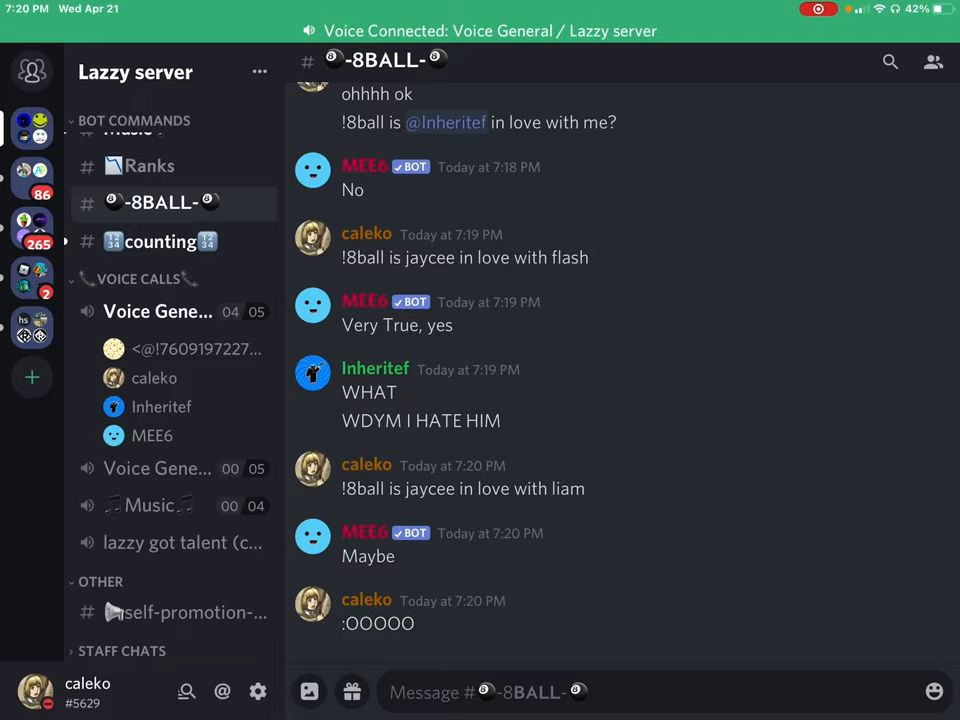 7:20 PM Wed Apr 21
42%
Voice Connected: Voice General / Lazzy server
Lazzy server
# 🎱-8BALL-🎱
BOT COMMANDS
# 📉Ranks
# 🎱-8BALL-🎱
# 🔢counting🔢
📞VOICE CALLS📞
Voice Gene... 04 05
<@!7609197227...
caleko
Inheritef
MEE6
Voice Gene... 00 05
🎵Music🎵 00 04
lazzy got talent (c...
OTHER
# 📢self-promotion-...
STAFF CHATS
caleko
#5629
86
265
2
hs
ohhhh ok
!8ball is @Inheritef in love with me?
MEE6 ✓BOT Today at 7:18 PM
No
caleko Today at 7:19 PM
!8ball is jaycee in love with flash
MEE6 ✓BOT Today at 7:19 PM
Very True, yes
Inheritef Today at 7:19 PM
WHAT
WDYM I HATE HIM
caleko Today at 7:20 PM
!8ball is jaycee in love with liam
MEE6 ✓BOT Today at 7:20 PM
Maybe
caleko Today at 7:20 PM
:OOOOO
Message #🎱-8BALL-🎱